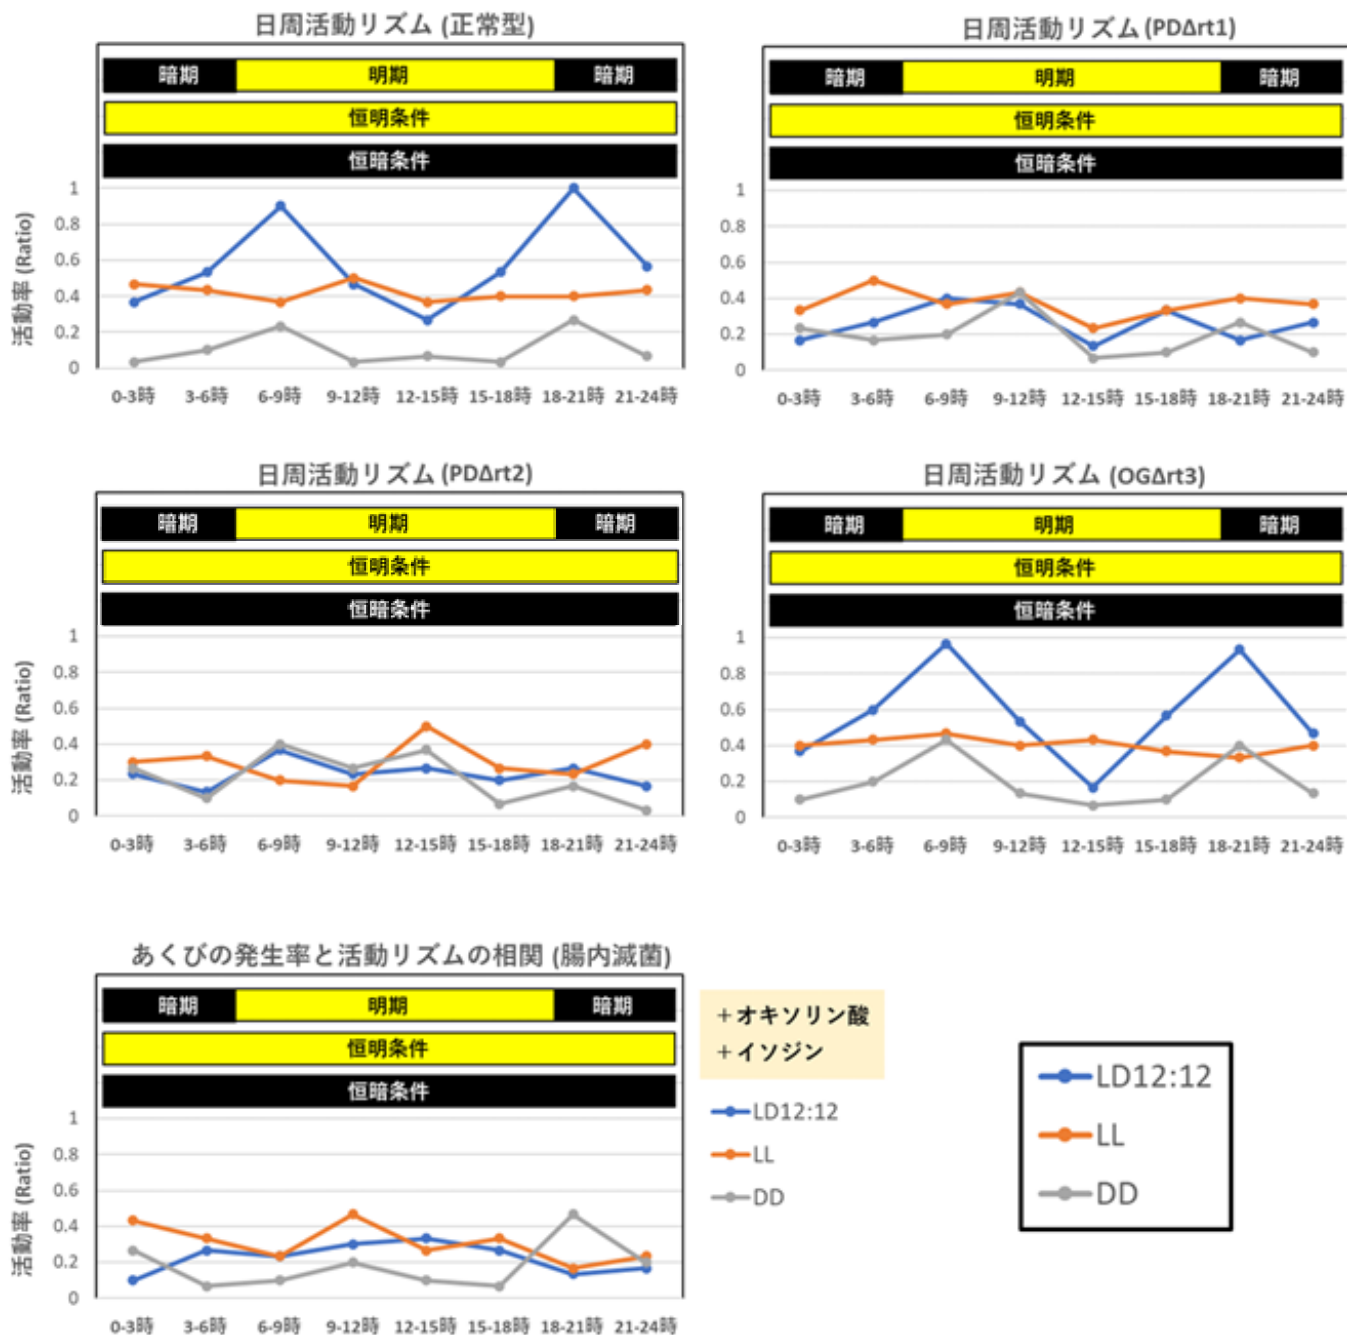 日周活動リズム (正常型)
暗期 明期 暗期
恒明条件
恒暗条件
活動率 (Ratio)
1
0.8
0.6
0.4
0.2
0
0-3時 3-6時 6-9時 9-12時 12-15時 15-18時 18-21時 21-24時
日周活動リズム (PDΔrt1)
暗期 明期 暗期
恒明条件
恒暗条件
1
0.8
0.6
0.4
0.2
0
0-3時 3-6時 6-9時 9-12時 12-15時 15-18時 18-21時 21-24時
日周活動リズム (PDΔrt2)
暗期 明期 暗期
恒明条件
恒暗条件
活動率 (Ratio)
1
0.8
0.6
0.4
0.2
0
0-3時 3-6時 6-9時 9-12時 12-15時 15-18時 18-21時 21-24時
日周活動リズム (OGΔrt3)
暗期 明期 暗期
恒明条件
恒暗条件
1
0.8
0.6
0.4
0.2
0
0-3時 3-6時 6-9時 9-12時 12-15時 15-18時 18-21時 21-24時
あくびの発生率と活動リズムの相関 (腸内滅菌)
暗期 明期 暗期
恒明条件
恒暗条件
活動率 (Ratio)
1
0.8
0.6
0.4
0.2
0
0-3時 3-6時 6-9時 9-12時 12-15時 15-18時 18-21時 21-24時
+オキソリン酸
+イソジン
LD12:12
LL
DD
LD12:12
LL
DD